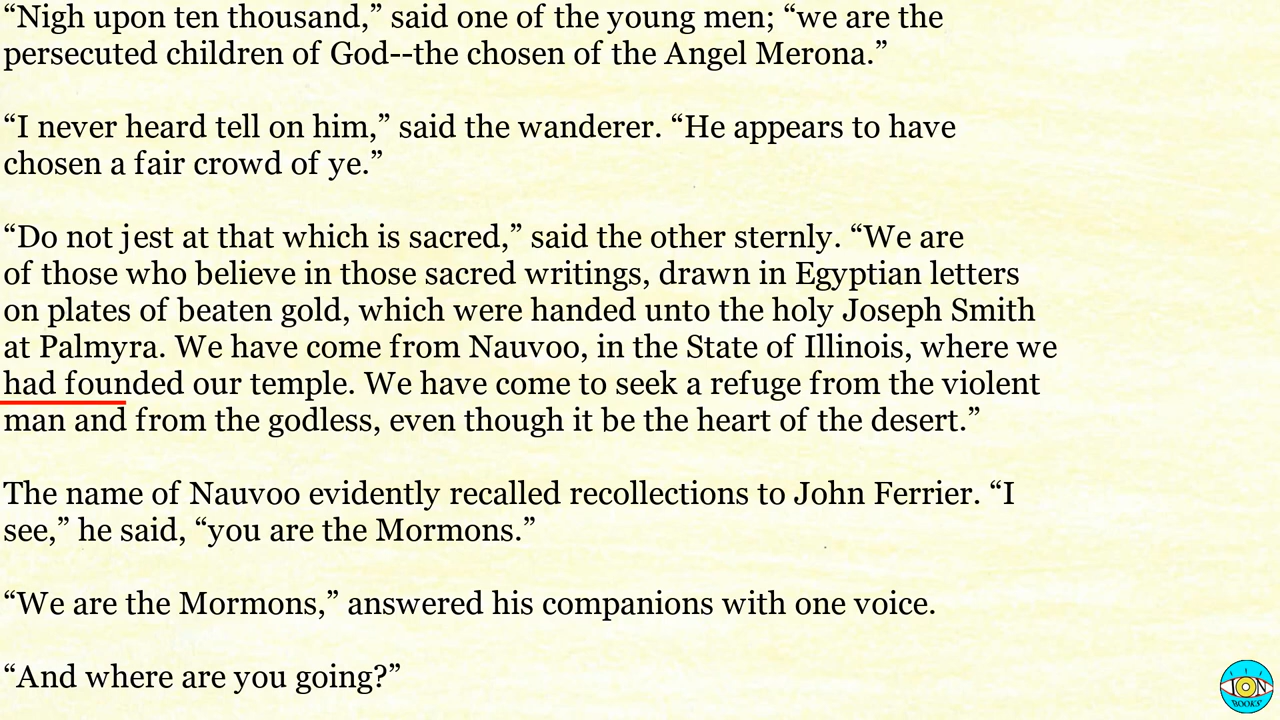 “Nigh upon ten thousand,” said one of the young men; “we are the
persecuted children of God--the chosen of the Angel Merona.”
“I never heard tell on him,” said the wanderer. “He appears to have
chosen a fair crowd of ye.”
“Do not jest at that which is sacred,” said the other sternly. “We are
of those who believe in those sacred writings, drawn in Egyptian letters
on plates of beaten gold, which were handed unto the holy Joseph Smith
at Palmyra. We have come from Nauvoo, in the State of Illinois, where we
had founded our temple. We have come to seek a refuge from the violent
man and from the godless, even though it be the heart of the desert.”
The name of Nauvoo evidently recalled recollections to John Ferrier. “I
see,” he said, “you are the Mormons.”
“We are the Mormons,” answered his companions with one voice.
“And where are you going?”
ION
BOOKS